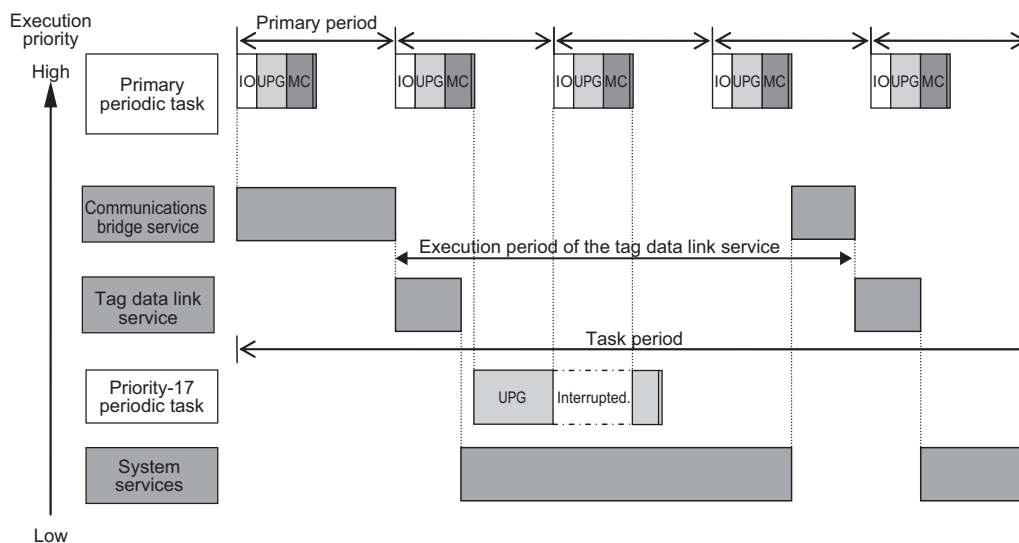 Execution
priority
High
Primary period
Primary
periodic task
IO UPG MC
IO UPG MC
IO UPG MC
IO UPG MC
IO UPG MC
Communications
bridge service
Execution period of the tag data link service
Tag data link
service
Task period
Priority-17
periodic task
UPG
Interrupted.
System
services
Low